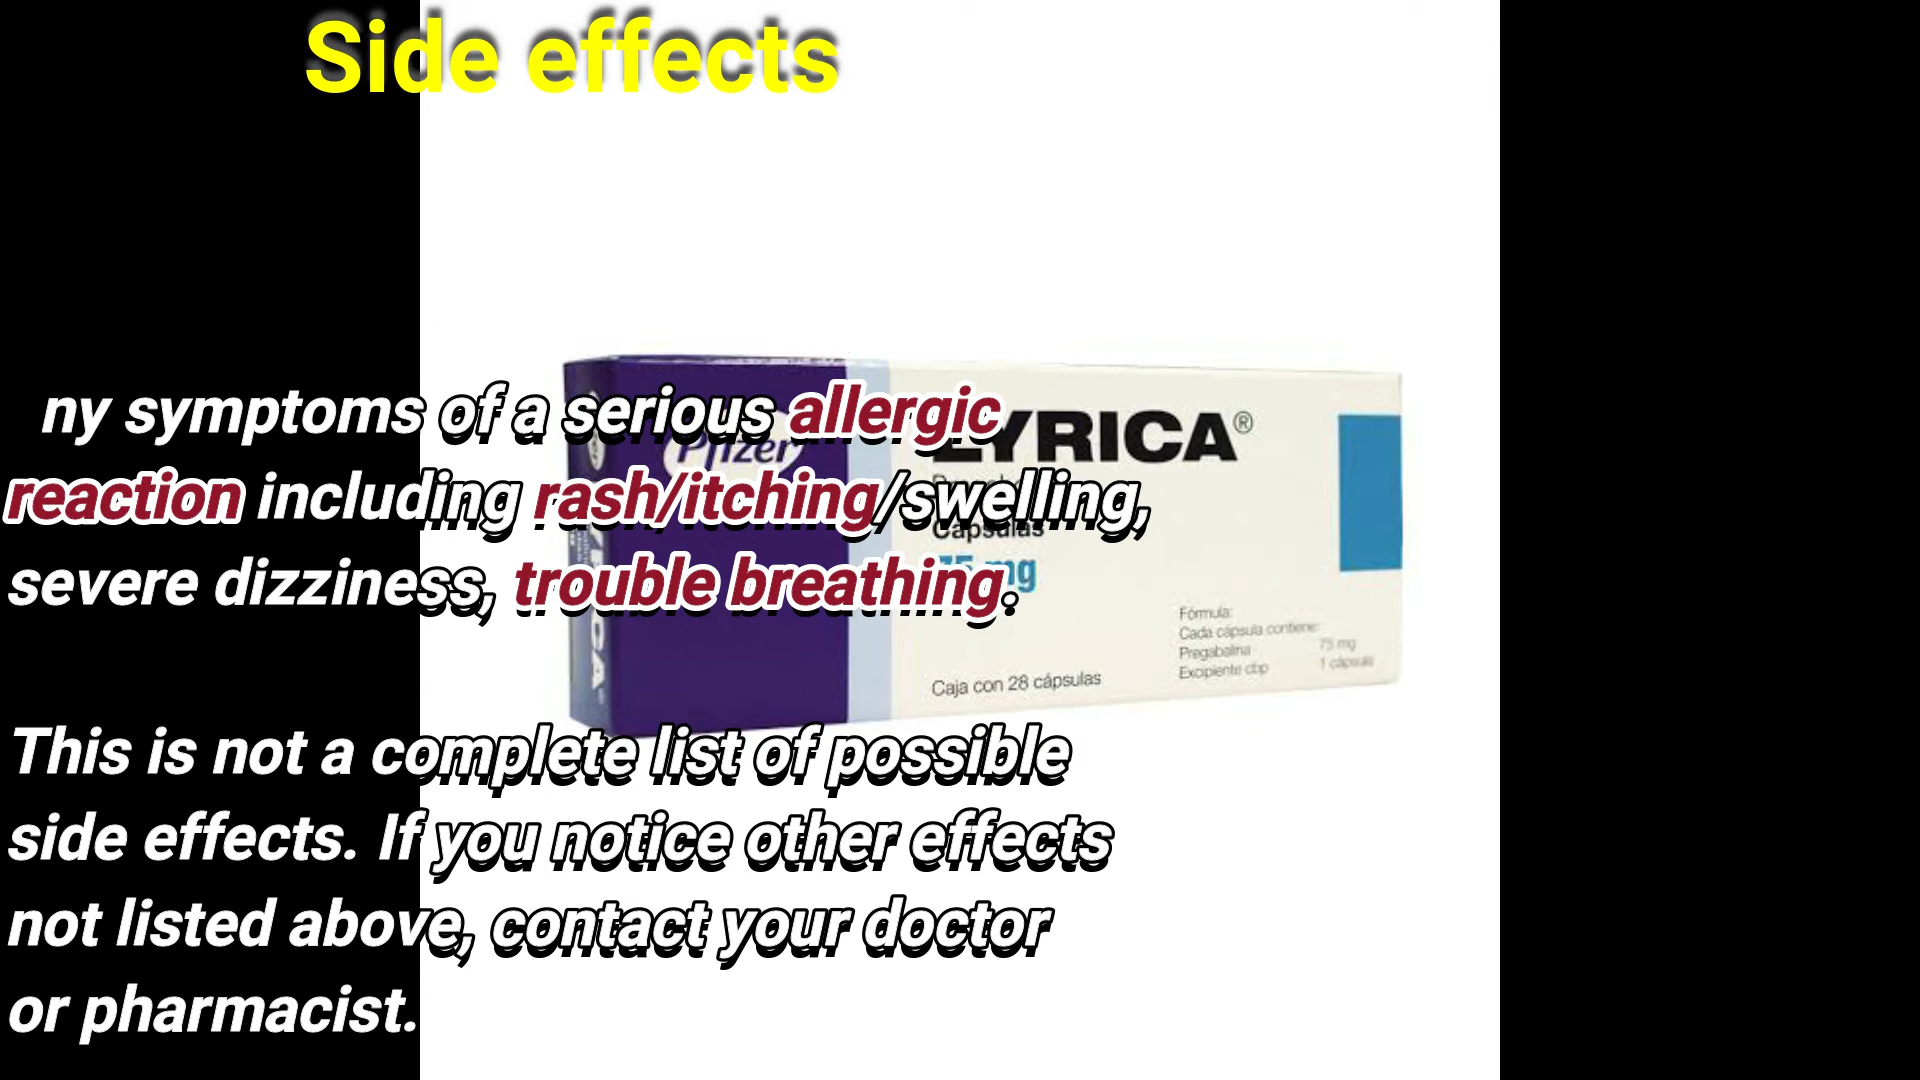 Side effects
ny symptoms of a serious allergic
reaction including rash/itching/swelling,
severe dizziness, trouble breathing.
This is not a complete list of possible
side effects. If you notice other effects
not listed above, contact your doctor
or pharmacist.
Pfizer
LYRICA®
Cápsulas
75 mg
Caja con 28 cápsulas
Fórmula:
Cada cápsula contiene:
Pregabalina 75 mg
Excipiente cbp 1 cápsula